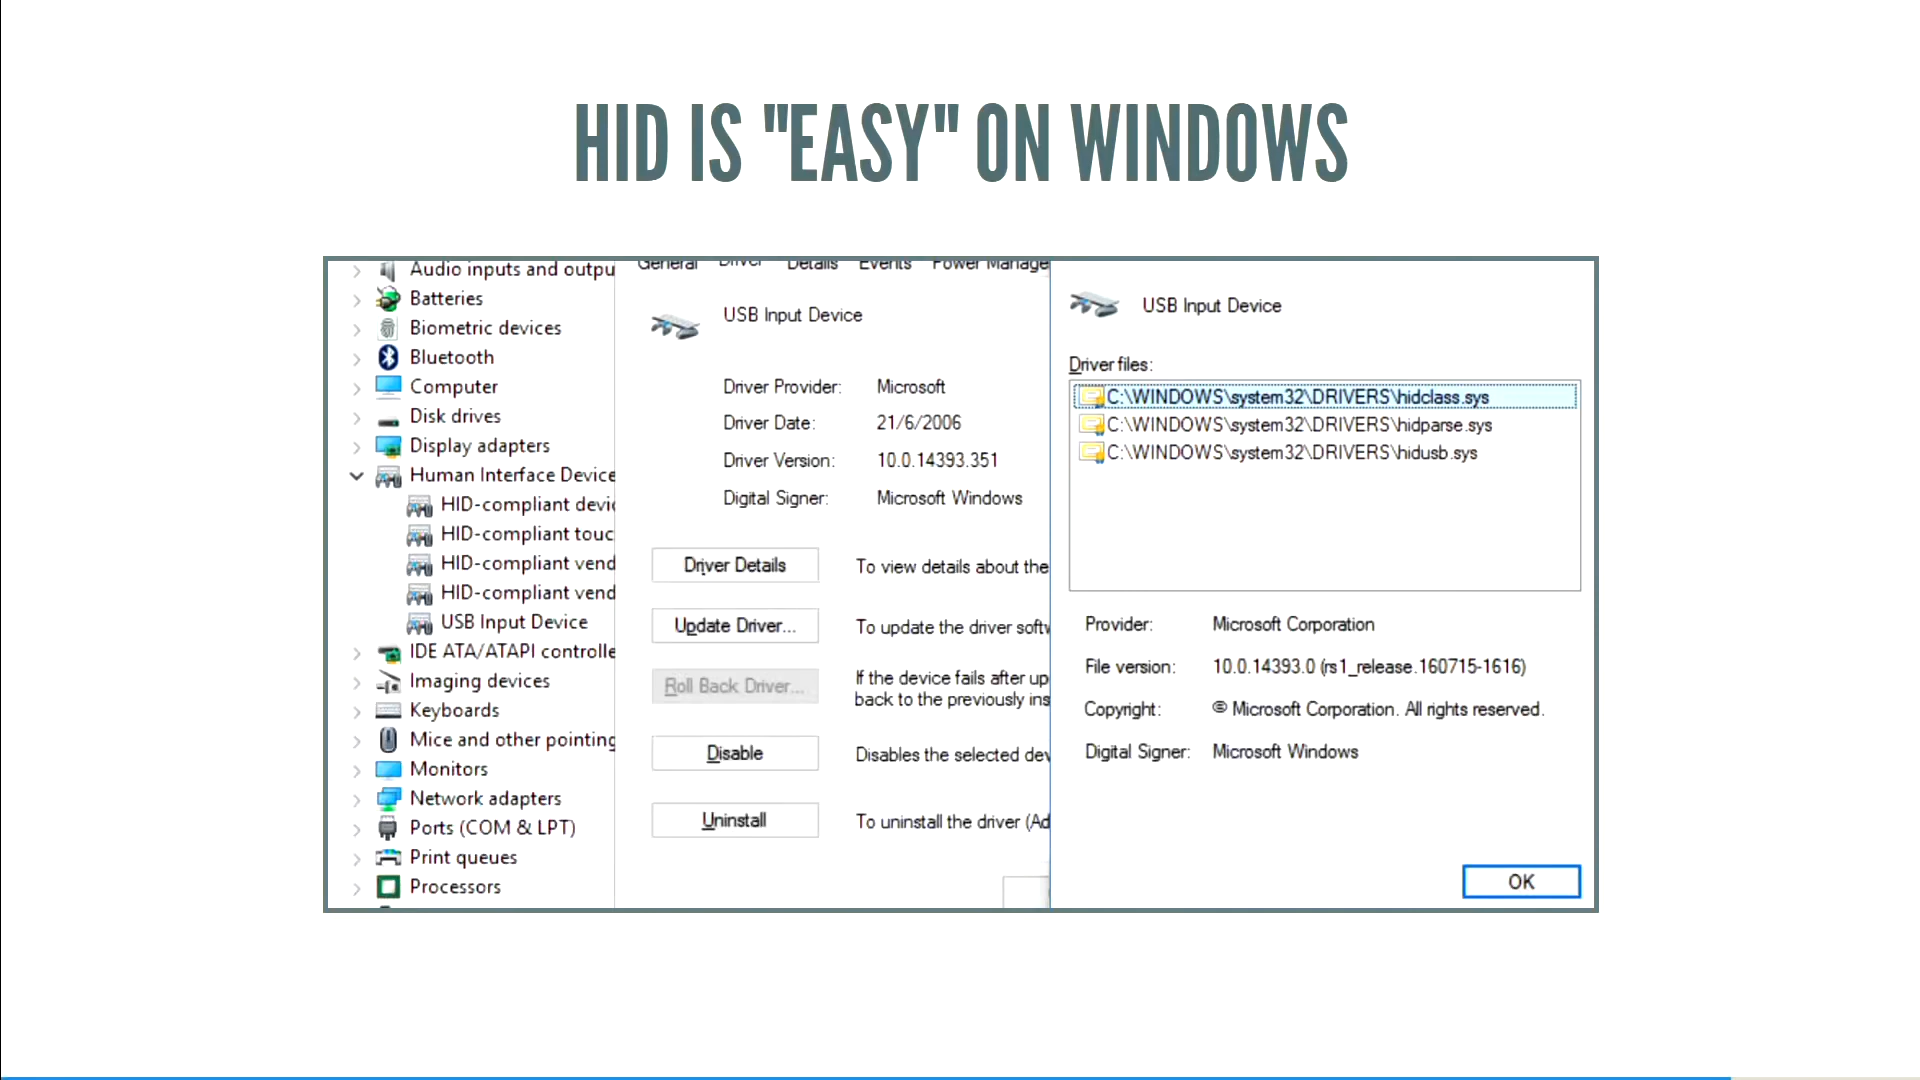 HID IS "EASY" ON WINDOWS
Audio inputs and outpu
Batteries
Biometric devices
Bluetooth
Computer
Disk drives
Display adapters
Human Interface Device
HID-compliant devic
HID-compliant touc
HID-compliant vend
HID-compliant vend
USB Input Device
IDE ATA/ATAPI controlle
Imaging devices
Keyboards
Mice and other pointing
Monitors
Network adapters
Ports (COM & LPT)
Print queues
Processors
General Driver Details Events Power Manage
USB Input Device
Driver Provider: Microsoft
Driver Date: 21/6/2006
Driver Version: 10.0.14393.351
Digital Signer: Microsoft Windows
Driver Details To view details about the
Update Driver... To update the driver softw
Roll Back Driver... If the device fails after up
back to the previously ins
Disable Disables the selected dev
Uninstall To uninstall the driver (Ad
USB Input Device
Driver files:
C:\WINDOWS\system32\DRIVERS\hidclass.sys
C:\WINDOWS\system32\DRIVERS\hidparse.sys
C:\WINDOWS\system32\DRIVERS\hidusb.sys
Provider: Microsoft Corporation
File version: 10.0.14393.0 (rs1_release.160715-1616)
Copyright: © Microsoft Corporation. All rights reserved.
Digital Signer: Microsoft Windows
OK